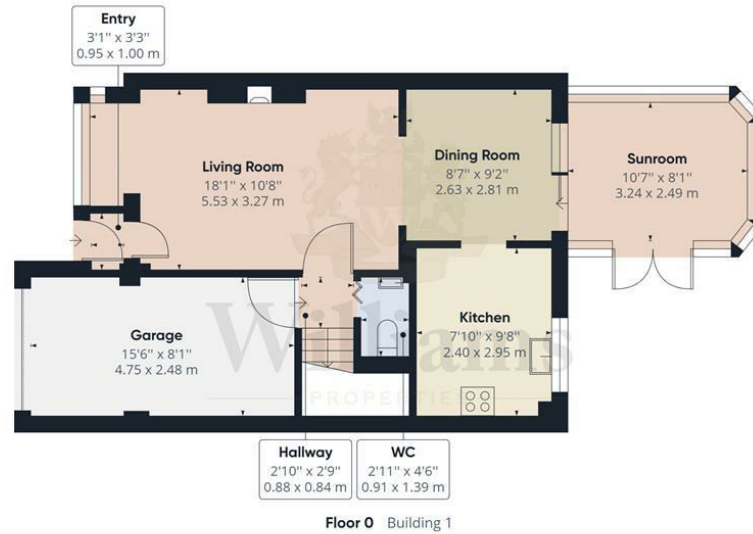 Entry
3'1" x 3'3"
0.95 x 1.00 m
Living Room
18'1" x 10'8"
5.53 x 3.27 m
Dining Room
8'7" x 9'2"
2.63 x 2.81 m
Sunroom
10'7" x 8'1"
3.24 x 2.49 m
Garage
15'6" x 8'1"
4.75 x 2.48 m
Kitchen
7'10" x 9'8"
2.40 x 2.95 m
Williams
PROPERTIES
Hallway
2'10" x 2'9"
0.88 x 0.84 m
WC
2'11" x 4'6"
0.91 x 1.39 m
Floor 0 Building 1